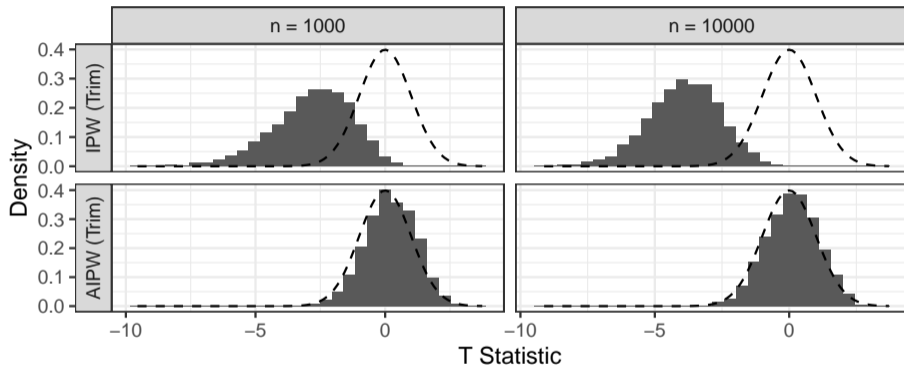 n = 1000
n = 10000
IPW (Trim)
0.4
0.3
0.2
0.1
0.0
AIPW (Trim)
0.4
0.3
0.2
0.1
0.0
Density
−10
−5
0
−10
−5
0
T Statistic